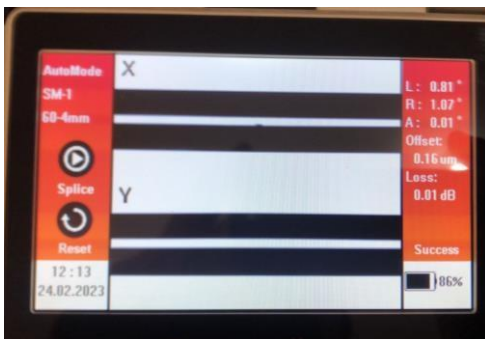 AutoMode
SM-1
60-4mm
Splice
Reset
12:13
24.02.2023
X
Y
L: 0.81°
R: 1.07°
A: 0.01°
Offset:
0.16 um
Loss:
0.01 dB
Success
86%